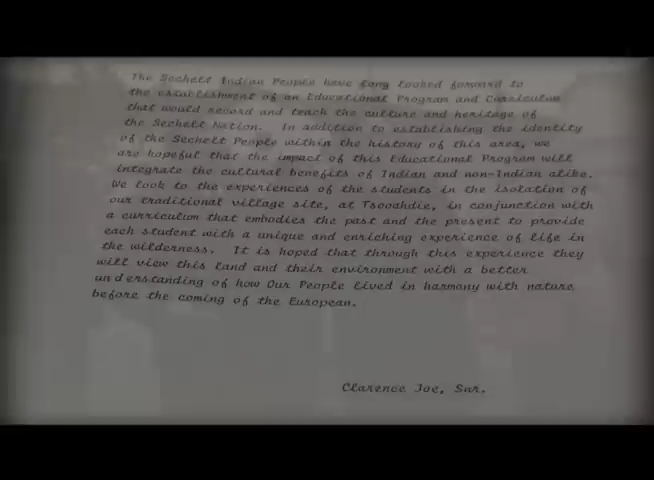 The Sechelt Indian People have long looked forward to
the establishment of an Educational Program and Curriculum
that would record and teach the culture and heritage of
the Sechelt Nation. In addition to establishing the identity
of the Sechelt People within the history of this area, we
are hopeful that the impact of this Educational Program will
integrate the cultural benefits of Indian and non-Indian alike.
We look to the experiences of the students in the isolation of
our traditional village site, at Tsooahdie, in conjunction with
a curriculum that embodies the past and the present to provide
each student with a unique and enriching experience of life in
the wilderness. It is hoped that through this experience they
will view this land and their environment with a better
understanding of how Our People lived in harmony with nature
before the coming of the European.
Clarence Joe, Snr.